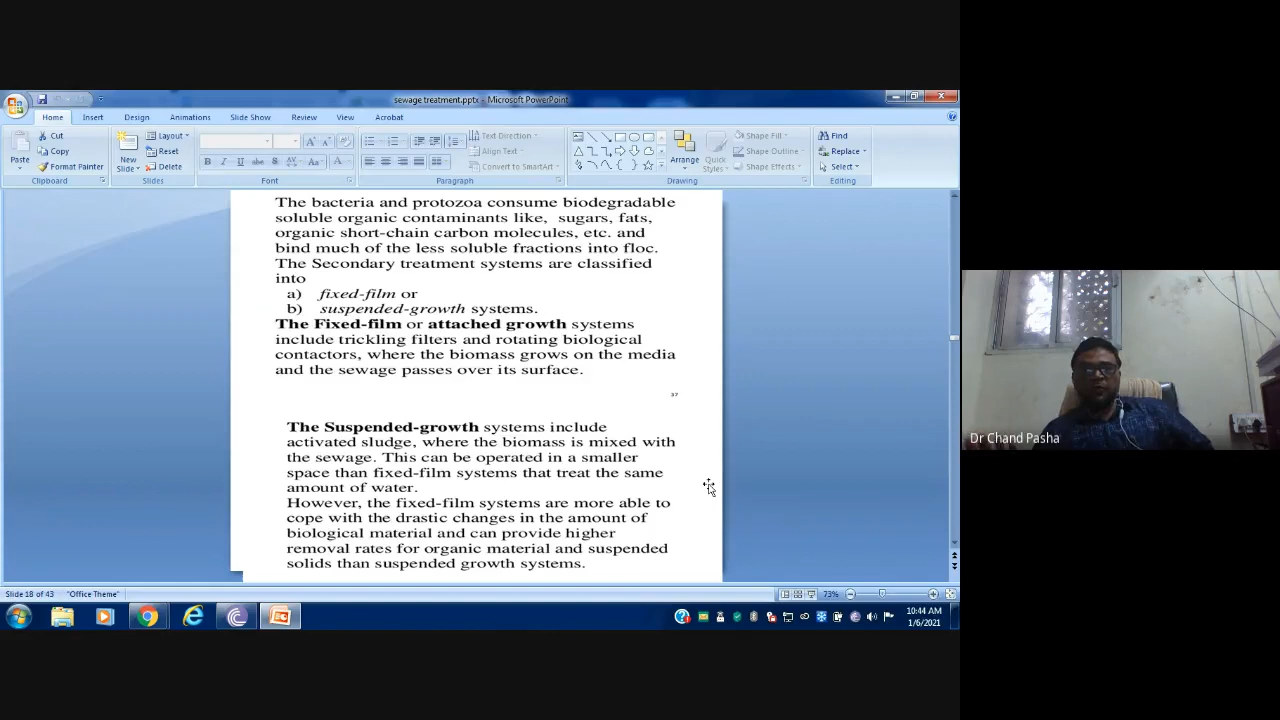 sewage treatment.pptx - Microsoft PowerPoint
Home Insert Design Animations Slide Show Review View Acrobat
Paste
Cut
Copy
Format Painter
Clipboard
New Slide
Layout
Reset
Delete
Slides
B I U abe S AV Aa A
Font
Text Direction
Align Text
Convert to SmartArt
Paragraph
Arrange
Quick Styles
Shape Fill
Shape Outline
Shape Effects
Drawing
Find
Replace
Select
Editing
The bacteria and protozoa consume biodegradable
soluble organic contaminants like, sugars, fats,
organic short-chain carbon molecules, etc. and
bind much of the less soluble fractions into floc.
The Secondary treatment systems are classified
into
a) fixed-film or
b) suspended-growth systems.
The Fixed-film or attached growth systems
include trickling filters and rotating biological
contactors, where the biomass grows on the media
and the sewage passes over its surface.
37
The Suspended-growth systems include
activated sludge, where the biomass is mixed with
the sewage. This can be operated in a smaller
space than fixed-film systems that treat the same
amount of water.
However, the fixed-film systems are more able to
cope with the drastic changes in the amount of
biological material and can provide higher
removal rates for organic material and suspended
solids than suspended growth systems.
Dr Chand Pasha
Slide 18 of 43 "Office Theme" 73%
10:44 AM
1/6/2021